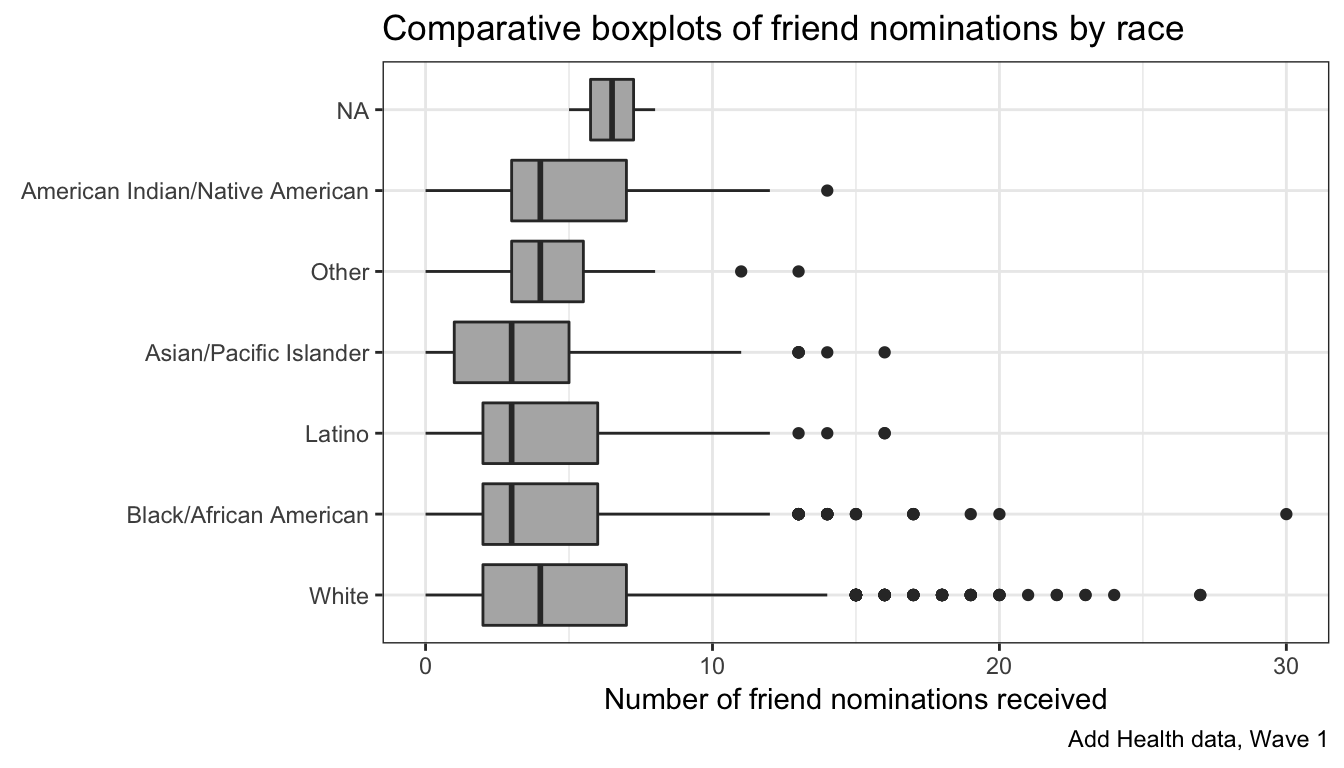 Comparative boxplots of friend nominations by race
NA
American Indian/Native American
Other
Asian/Pacific Islander
Latino
Black/African American
White
0 10 20 30
Number of friend nominations received
Add Health data, Wave 1